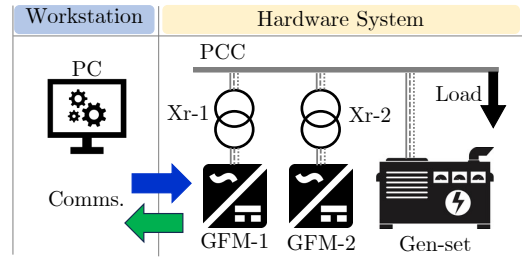 Workstation
Hardware System
PCC
PC
Load
Xr-1
Xr-2
Comms.
GFM-1
GFM-2
Gen-set